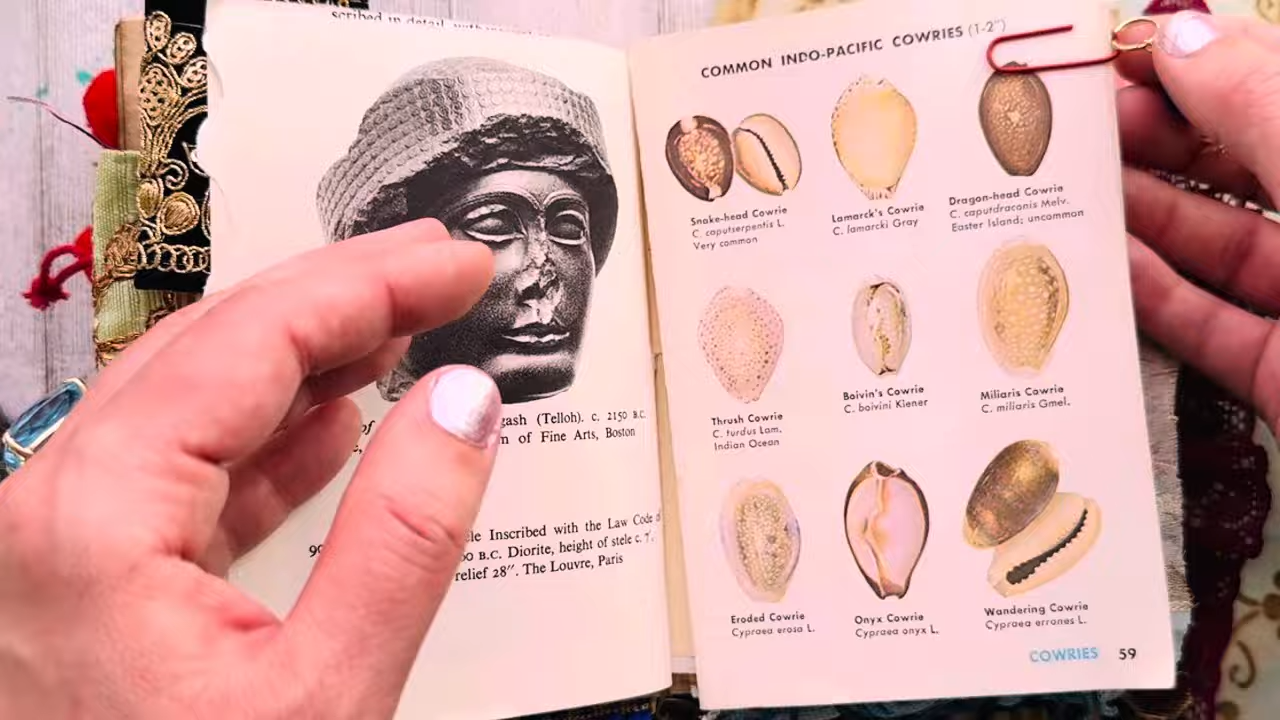 scribed in detail, with
of
gash (Telloh). c. 2150 B.C.
of Fine Arts, Boston
Inscribed with the Law Code
B.C. Diorite, height of stele c. 7'.
relief 28". The Louvre, Paris
COMMON INDO-PACIFIC COWRIES (1-2")
Snake-head Cowrie
C. caputserpentis L.
Very common
Lamarck's Cowrie
C. lamarcki Gray
Dragon-head Cowrie
C. caputdraconis Melv.
Easter Island; uncommon
Thrush Cowrie
C. turdus Lam.
Indian Ocean
Boivin's Cowrie
C. boivini Kiener
Miliaris Cowrie
C. miliaris Gmel.
Eroded Cowrie
Cypraea erosa L.
Onyx Cowrie
Cypraea onyx L.
Wandering Cowrie
Cypraea errones L.
COWRIES 59